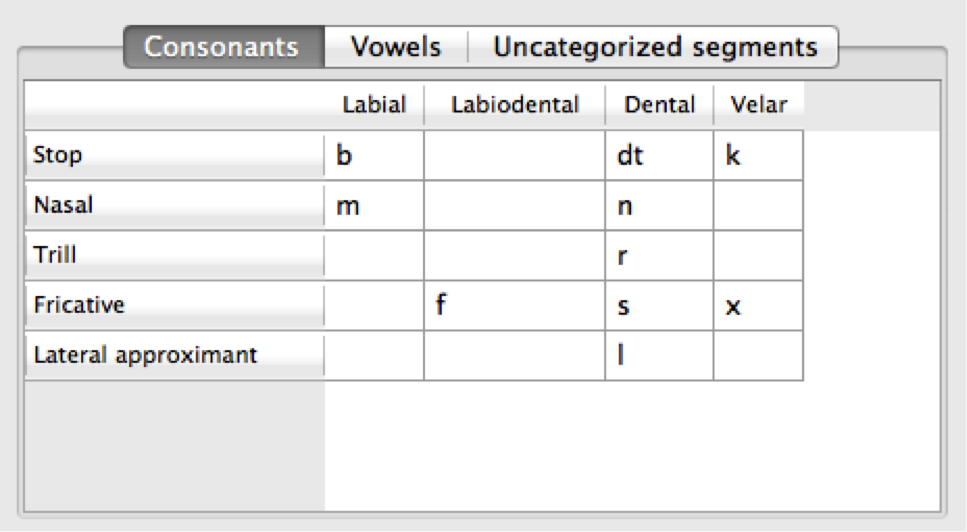 Consonants Vowels Uncategorized segments
Labial Labiodental Dental Velar
Stop b dt k
Nasal m n
Trill r
Fricative f s x
Lateral approximant l